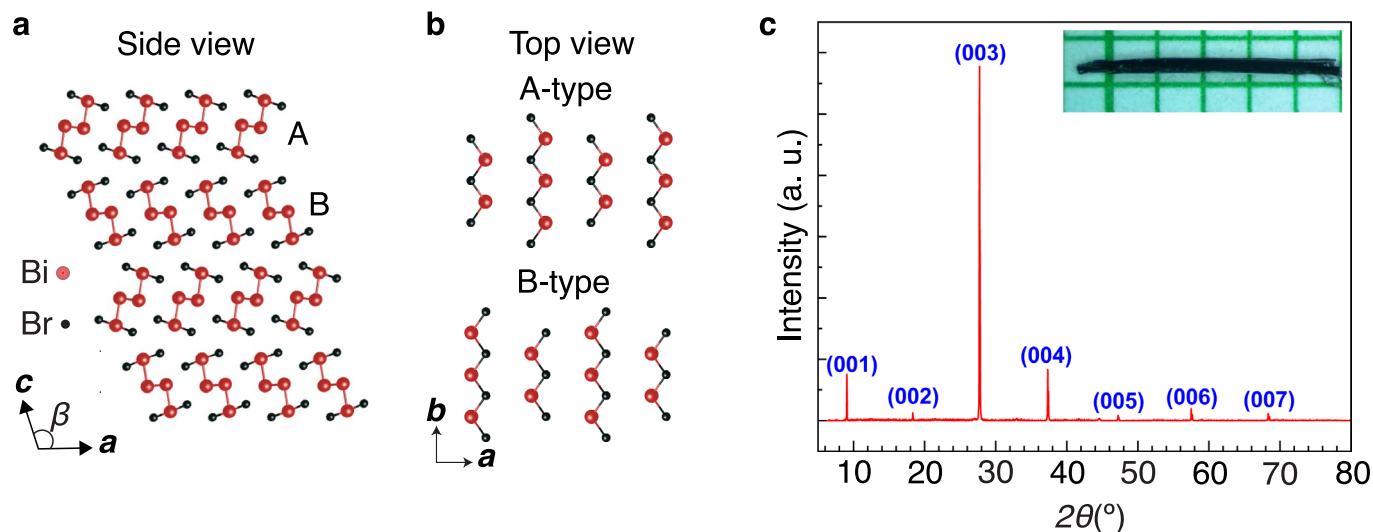 a
Side view
A
B
Bi
Br
c
β
a
b
Top view
A-type
B-type
b
a
c
Intensity (a. u.)
(001)
(002)
(003)
(004)
(005)
(006)
(007)
10 20 30 40 50 60 70 80
2θ(°)